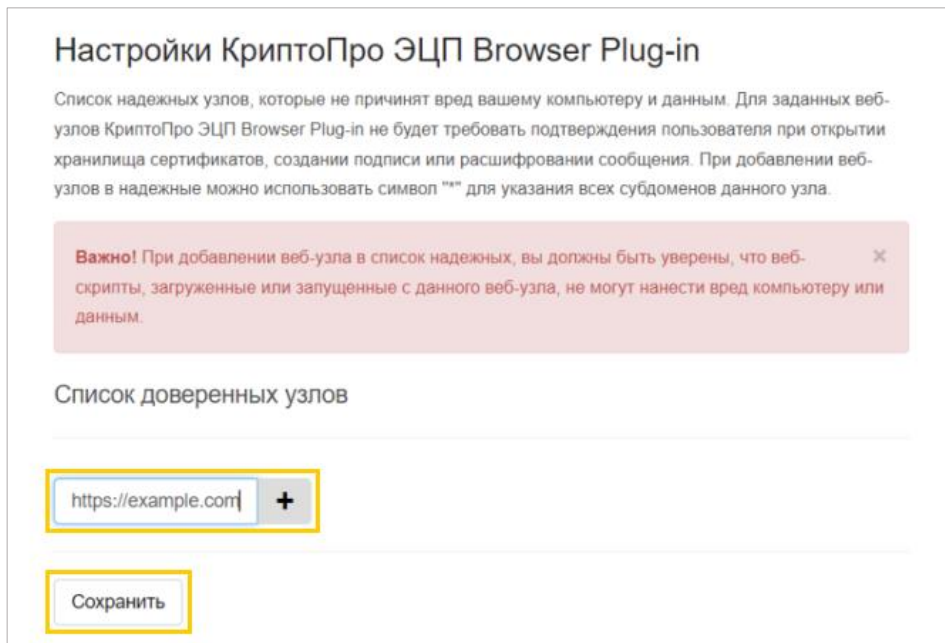 Настройки КриптоПро ЭЦП Browser Plug-in
Список надежных узлов, которые не причинят вред вашему компьютеру и данным. Для заданных веб-
узлов КриптоПро ЭЦП Browser Plug-in не будет требовать подтверждения пользователя при открытии
хранилища сертификатов, создании подписи или расшифровании сообщения. При добавлении веб-
узлов в надежные можно использовать символ "*" для указания всех субдоменов данного узла.
Важно! При добавлении веб-узла в список надежных, вы должны быть уверены, что веб-
скрипты, загруженные или запущенные с данного веб-узла, не могут нанести вред компьютеру или
данным.
Список доверенных узлов
https://example.com +
Сохранить